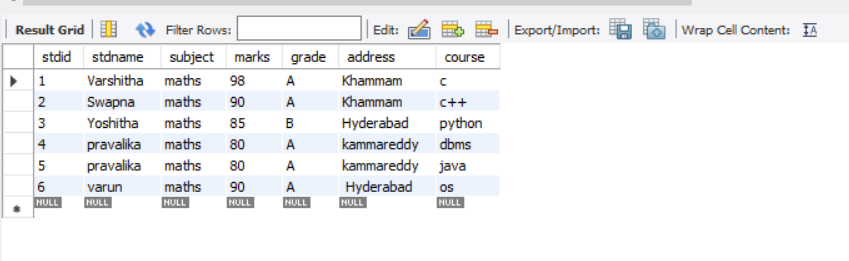 Result Grid Filter Rows: Edit: Export/Import: Wrap Cell Content: IA
stdid stdname subject marks grade address course
1 Varshitha maths 98 A Khammam c
2 Swapna maths 90 A Khammam c++
3 Yoshitha maths 85 B Hyderabad python
4 pravalika maths 80 A kammareddy dbms
5 pravalika maths 80 A kammareddy java
6 varun maths 90 A Hyderabad os
NULL NULL NULL NULL NULL NULL NULL